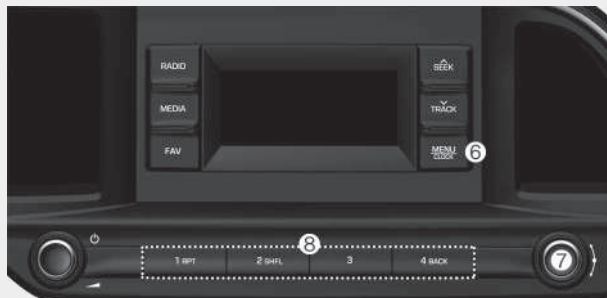 RADIO
SEEK
MEDIA
TRACK
FAV
MENU
CLOCK
6
8
1 RPT
2 SHFL
3
4 BACK
7